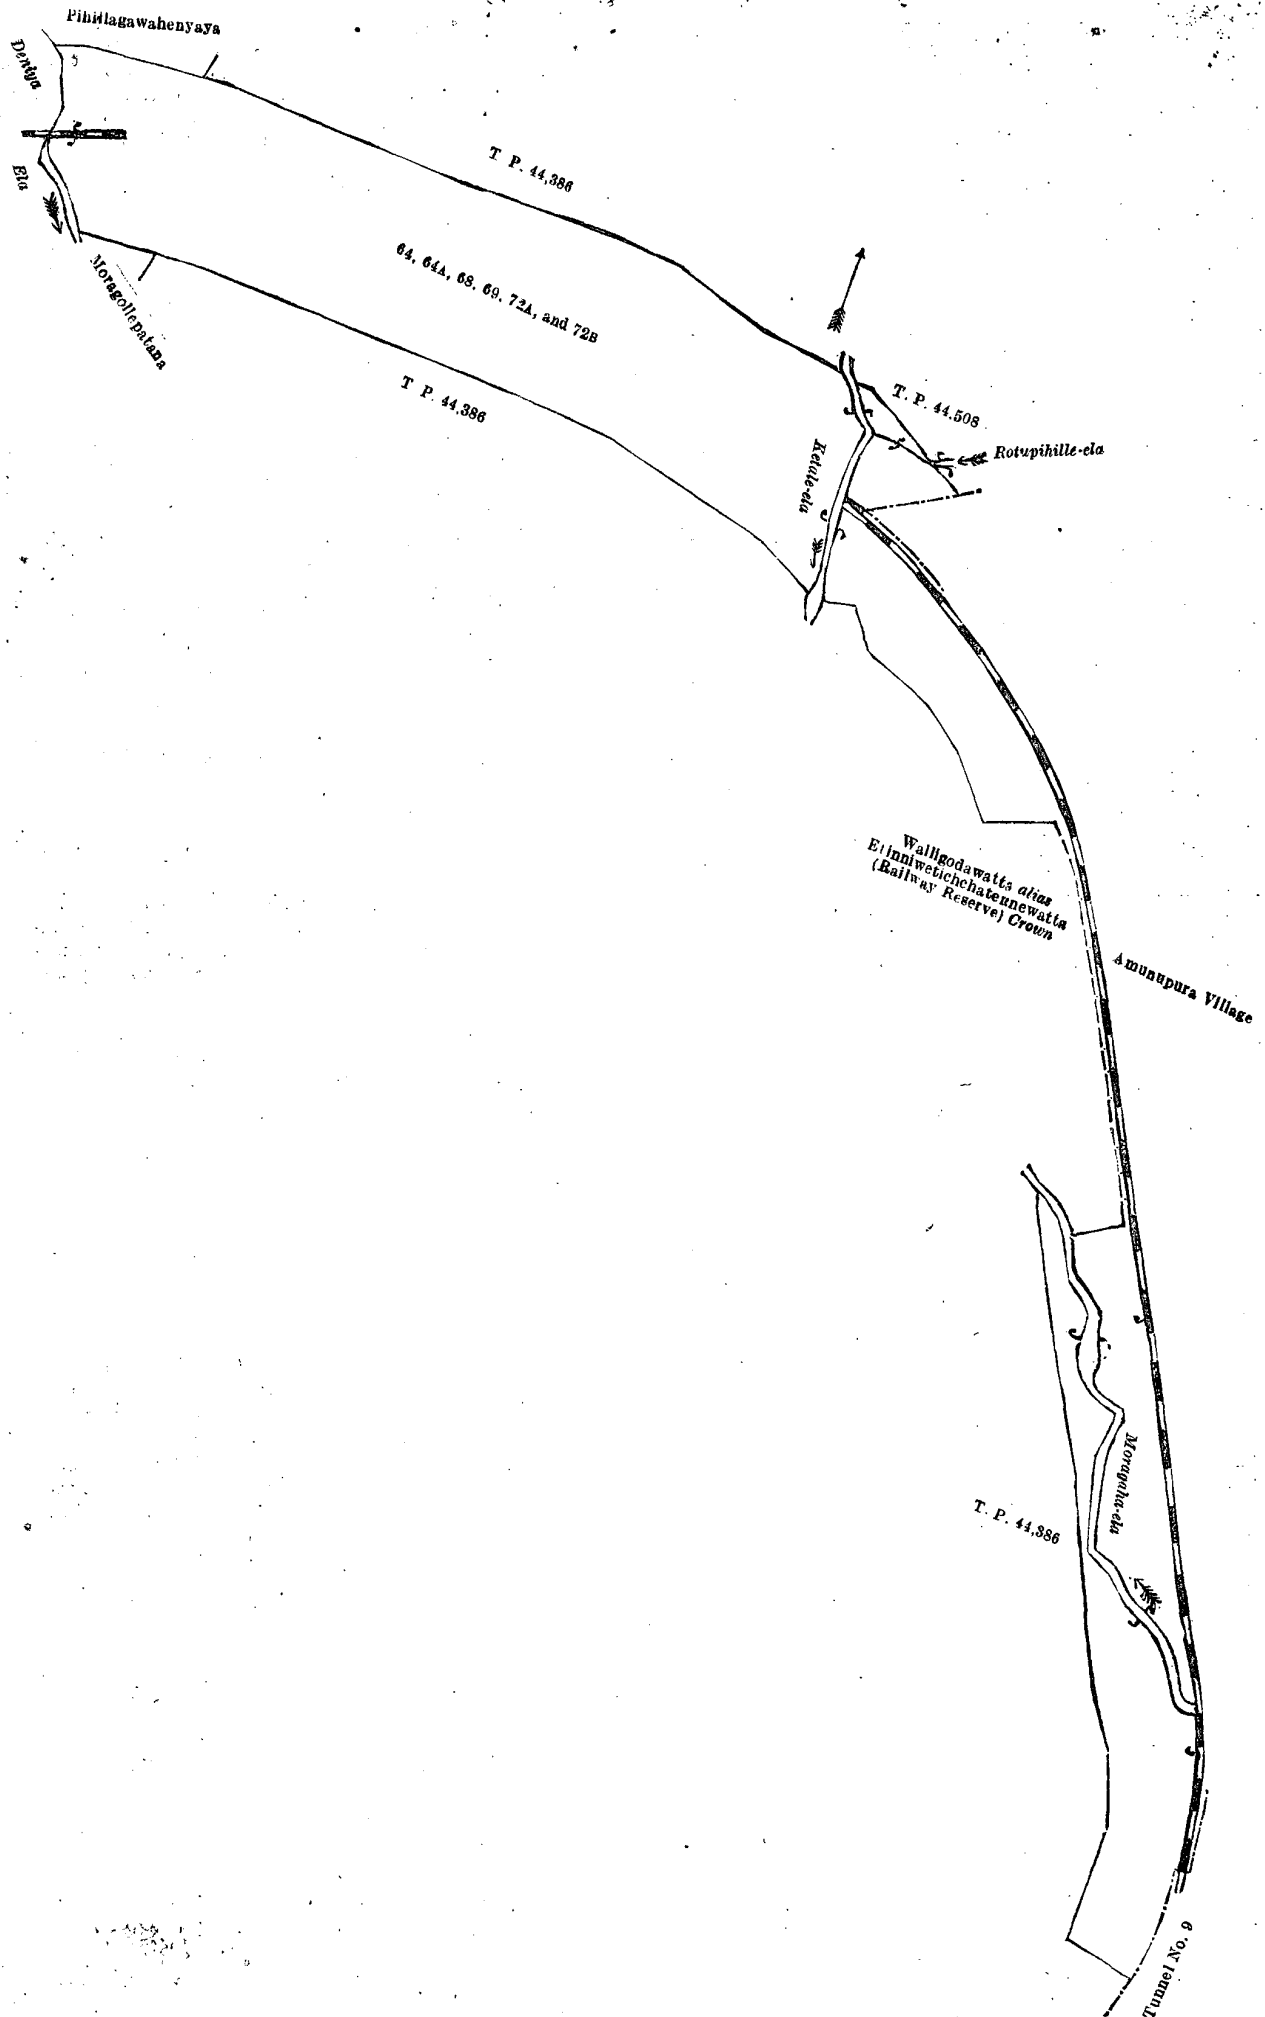 Pihillagawahenyaya
Deniya
Ela
Moragollepatana
T P. 44,386
64, 64A, 68, 69, 72A, and 72B
T P. 44,386
T. P. 44,508
Rotupihille-ela
Ketale-ela
Walligodawatta alias
Etinniwetichchatennewatta
(Railway Reserve) Crown
Amunupura Village
Moragaha-ela
T. P. 44,386
Tunnel No. 9